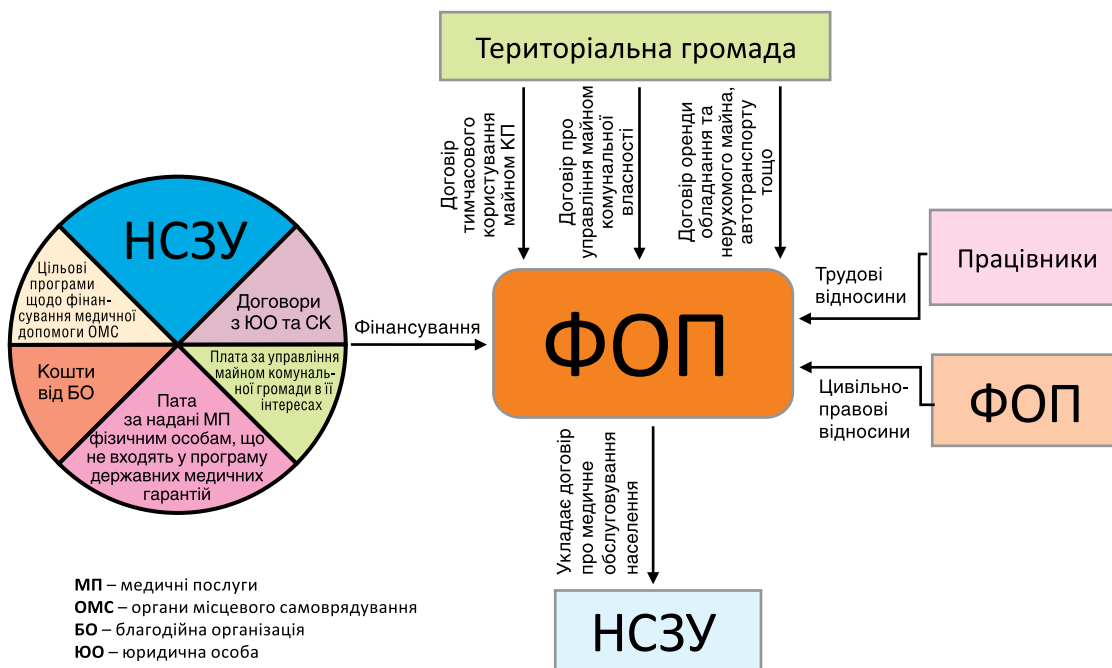 Територіальна громада
Договір
тимчасового
користування
майном КП
Договір про
управління майном
комунальної
власності
Договір оренди
обладнання та
нерухомого майна,
автотранспорту
тощо
НСЗУ
Цільові
програми
щодо фінан-
сування медичної
допомоги ОМС
Договори
з ЮО та СК
Кошти
від БО
Плата за управління
майном комуналь-
ної громади в її
інтересах
Пата
за надані МП
фізичним особам, що
не входять у програму
державних медичних
гарантій
Фінансування
ФОП
Трудові
відносини
Працівники
Цивільно-
правові
відносини
ФОП
Укладає договір
про медичне
обслуговування
населення
НСЗУ
МП – медичні послуги
ОМС – органи місцевого самоврядування
БО – благодійна організація
ЮО – юридична особа